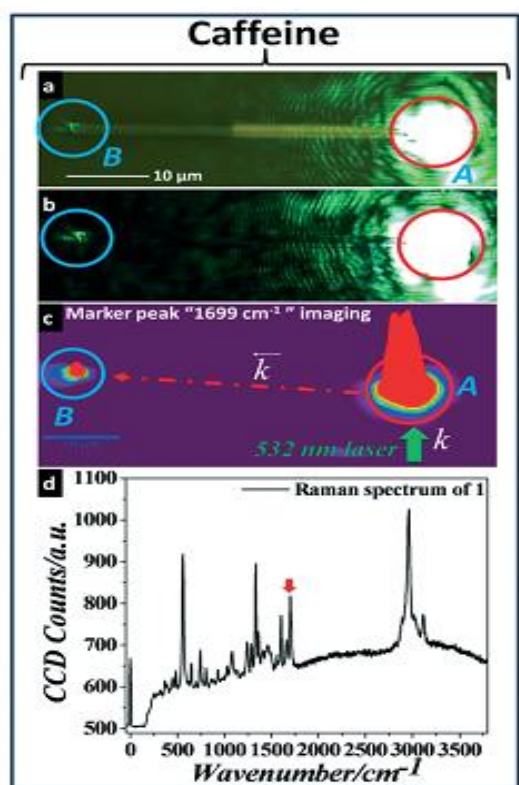 Caffeine
a
B
A
10 µm
b
c Marker peak “1699 cm⁻¹ ” imaging
k
A
B
532 nm laser
k
d
Raman spectrum of 1
CCD Counts/a.u.
1100
1000
900
800
700
600
500
0 500 1000 1500 2000 2500 3000 3500
Wavenumber/cm⁻¹